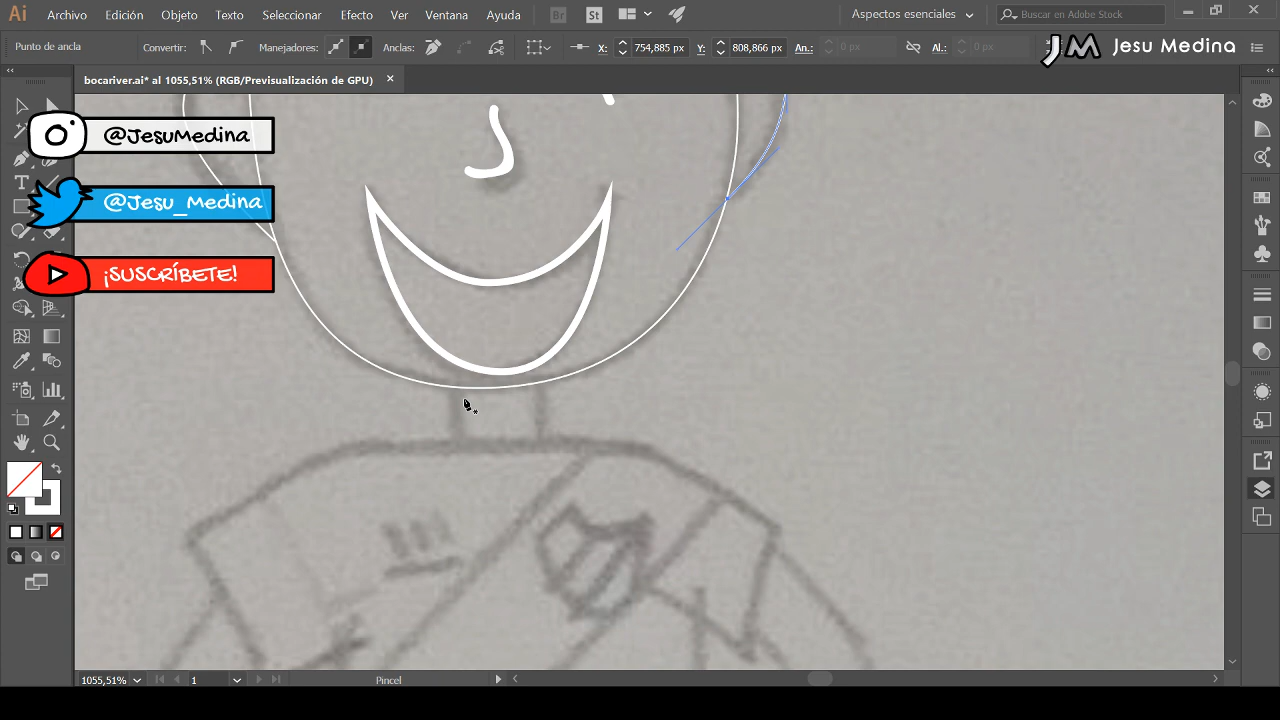 Ai Archivo Edición Objeto Texto Seleccionar Efecto Ver Ventana Ayuda Br St Aspectos esenciales Buscar en Adobe Stock
Punto de ancla Convertir: Manejadores: Anclas: X: 754,885 px Y: 808,866 px An.: 0 px Al.: 0 px JM Jesu Medina
bocariver.ai* al 1055,51% (RGB/Previsualización de GPU)
@JesuMedina
@Jesu_Medina
¡SUSCRÍBETE!
1055,51% 1 Pincel